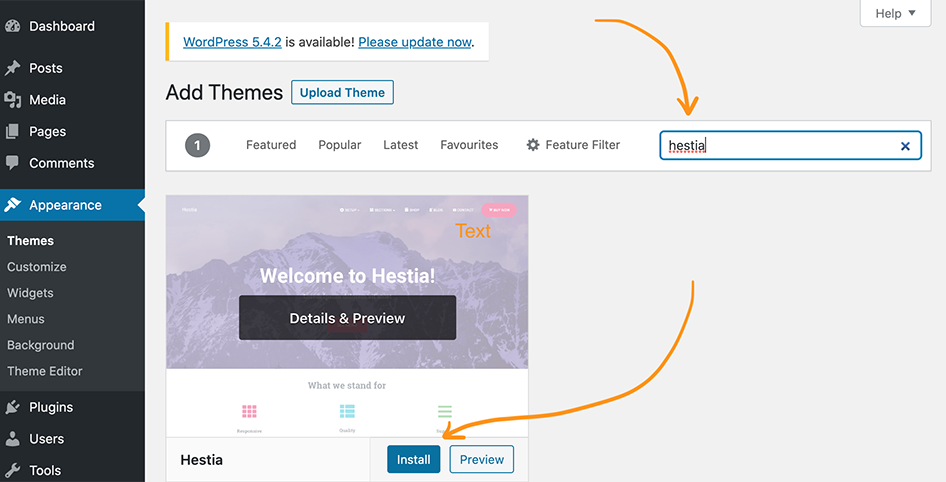 Dashboard
Posts
Media
Pages
Comments
Appearance
Themes
Customize
Widgets
Menus
Background
Theme Editor
Plugins
Users
Tools
Help
WordPress 5.4.2 is available! Please update now.
Add Themes Upload Theme
1 Featured Popular Latest Favourites Feature Filter hestia
Text
Welcome to Hestia!
Details & Preview
What we stand for
Responsive Quality
Hestia Install Preview